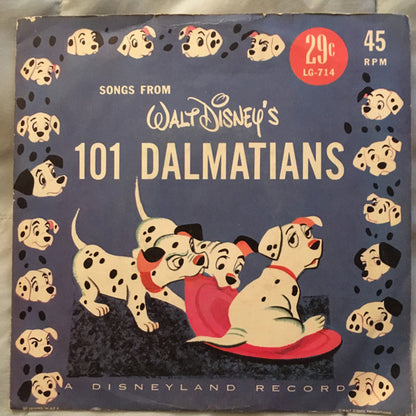 29¢
LG-714
45
RPM
SONGS FROM
WALT DISNEY'S
101 DALMATIANS
A DISNEYLAND RECORD